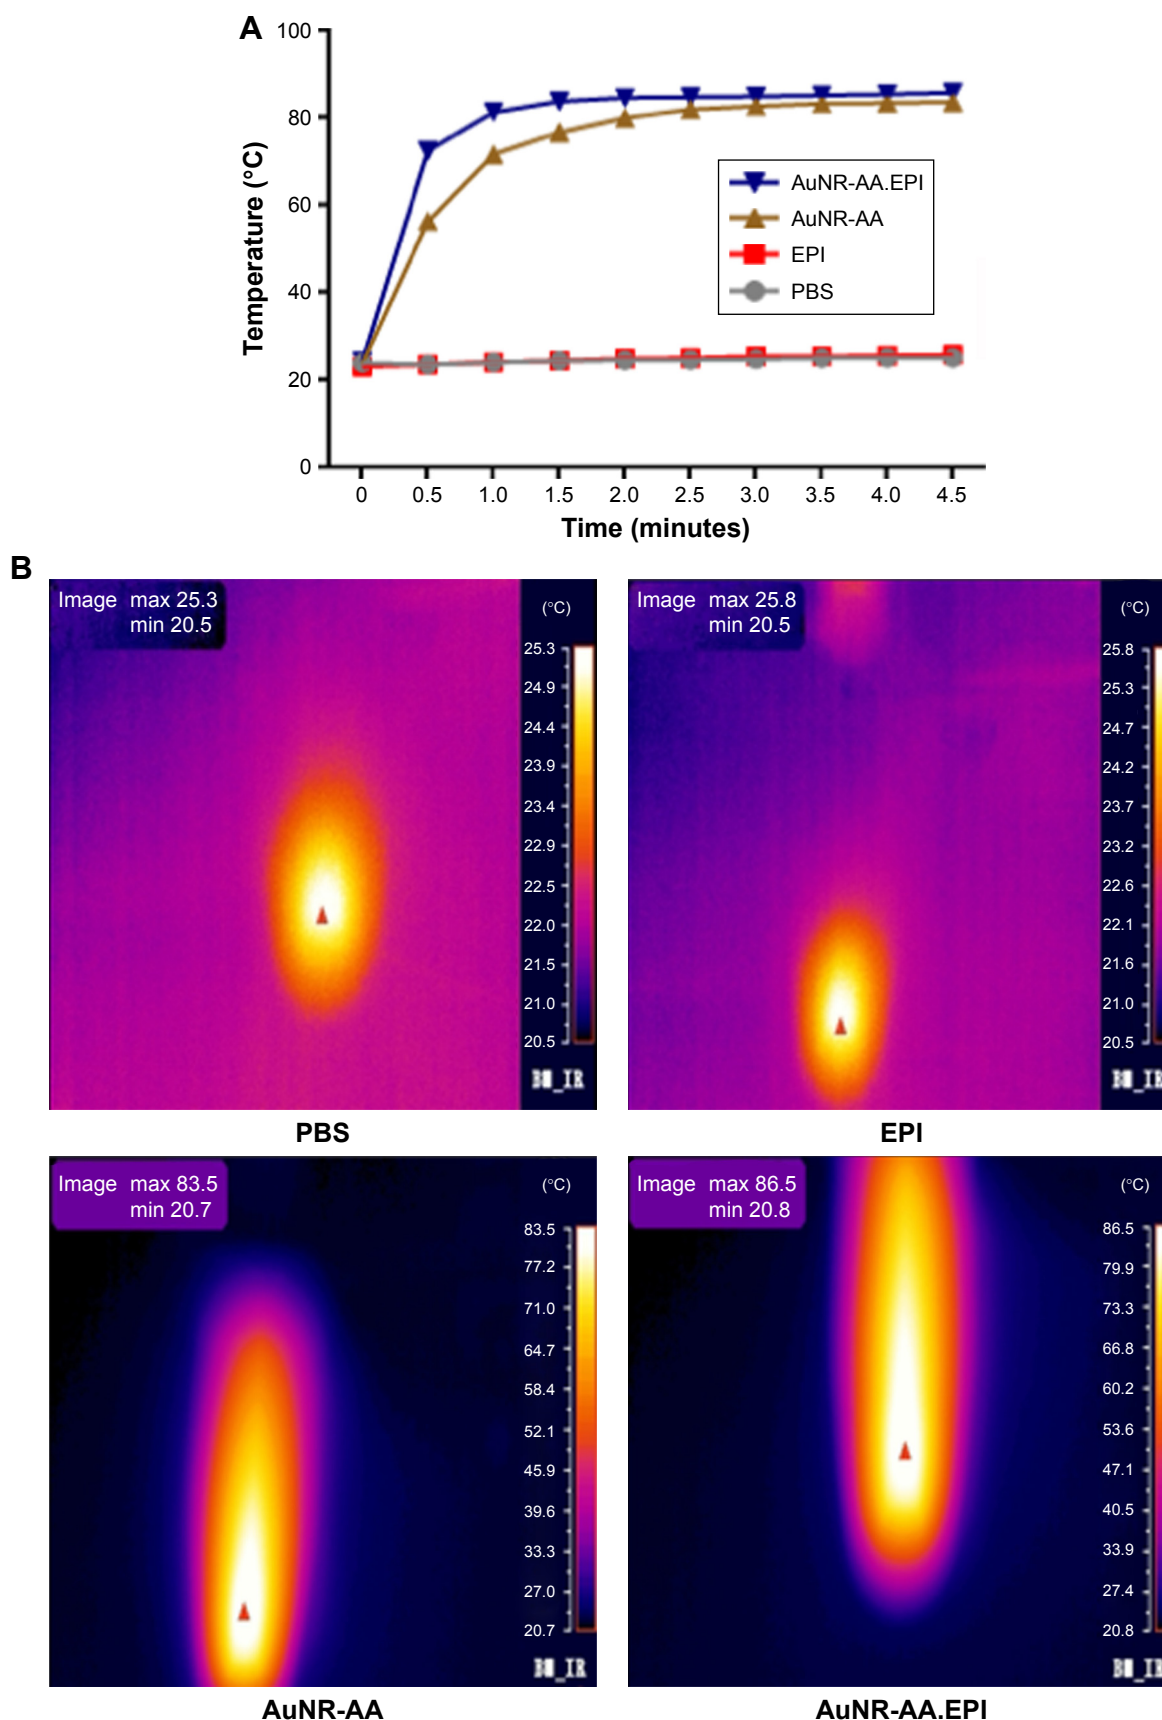 A
100
80
60
40
20
0
Temperature (°C)
AuNR-AA.EPI
AuNR-AA
EPI
PBS
0 0.5 1.0 1.5 2.0 2.5 3.0 3.5 4.0 4.5
Time (minutes)
B
Image max 25.3
min 20.5
(°C)
25.3
24.9
24.4
23.9
23.4
22.9
22.5
22.0
21.5
21.0
20.5
PBS
Image max 25.8
min 20.5
(°C)
25.8
25.3
24.7
24.2
23.7
23.2
22.6
22.1
21.6
21.0
20.5
EPI
Image max 83.5
min 20.7
(°C)
83.5
77.2
71.0
64.7
58.4
52.1
45.9
39.6
33.3
27.0
20.7
AuNR-AA
Image max 86.5
min 20.8
(°C)
86.5
79.9
73.3
66.8
60.2
53.6
47.1
40.5
33.9
27.4
20.8
AuNR-AA.EPI